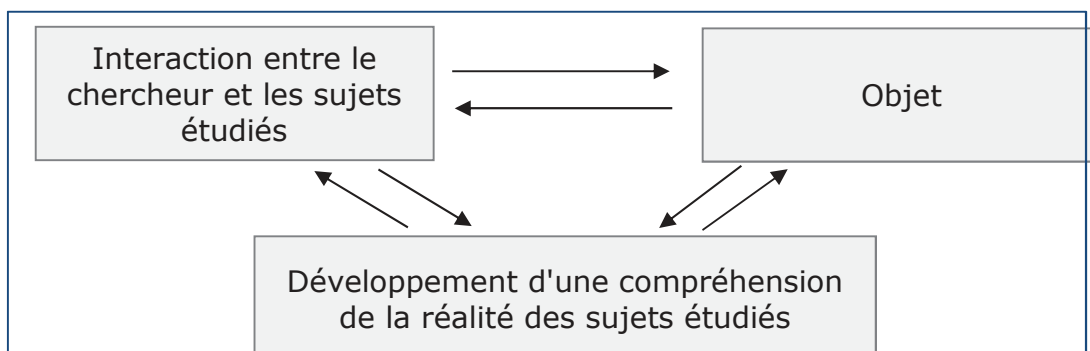 Interaction entre le
chercheur et les sujets
étudiés
Objet
Développement d'une compréhension
de la réalité des sujets étudiés